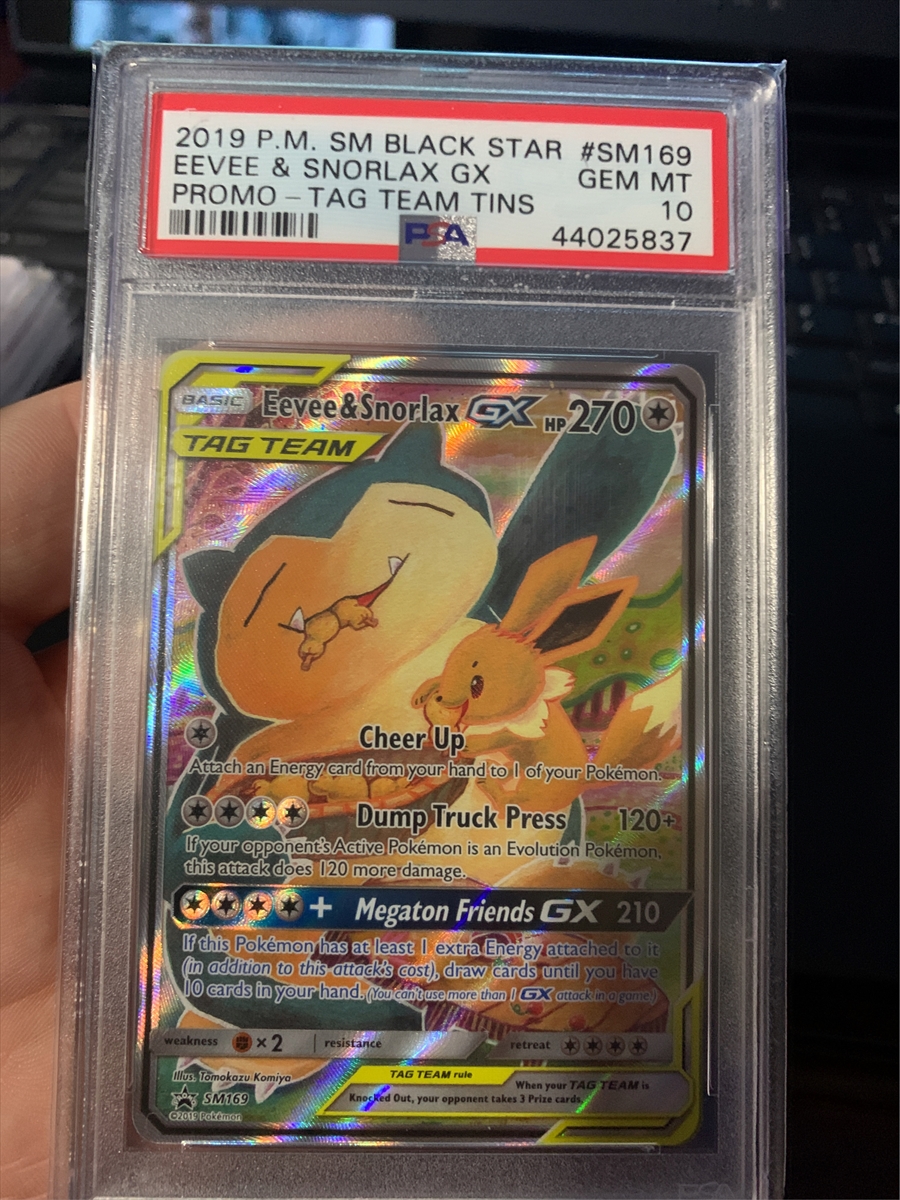 2019 P.M. SM BLACK STAR #SM169
EEVEE & SNORLAX GX GEM MT
PROMO - TAG TEAM TINS 10
PSA 44025837
BASIC Eevee&Snorlax GX HP 270
TAG TEAM
Cheer Up
Attach an Energy card from your hand to 1 of your Pokémon.
Dump Truck Press 120+
If your opponent's Active Pokémon is an Evolution Pokémon,
this attack does 120 more damage.
+ Megaton Friends GX 210
If this Pokémon has at least 1 extra Energy attached to it
(in addition to this attack's cost), draw cards until you have
10 cards in your hand. (You can't use more than 1 GX attack in a game.)
weakness ×2 resistance retreat
Illus. Tomokazu Komiya
TAG TEAM rule
When your TAG TEAM is
Knocked Out, your opponent takes 3 Prize cards.
SM169
©2019 Pokémon